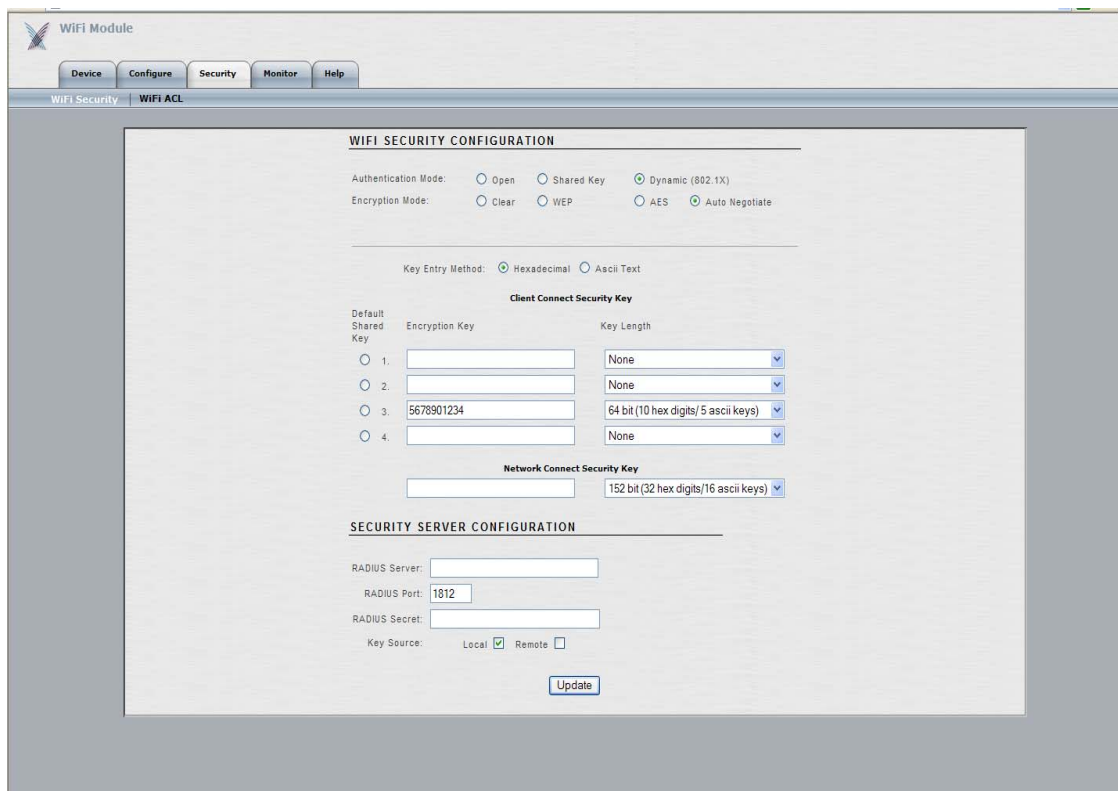 WiFi Module
Device Configure Security Monitor Help
WiFi Security WiFi ACL
WIFI SECURITY CONFIGURATION
Authentication Mode: Open Shared Key Dynamic (802.1X)
Encryption Mode: Clear WEP AES Auto Negotiate
Key Entry Method: Hexadecimal Ascii Text
Client Connect Security Key
Default Shared Key Encryption Key Key Length
1. None
2. None
3. 5678901234 64 bit (10 hex digits/ 5 ascii keys)
4. None
Network Connect Security Key
152 bit (32 hex digits/16 ascii keys)
SECURITY SERVER CONFIGURATION
RADIUS Server:
RADIUS Port: 1812
RADIUS Secret:
Key Source: Local Remote
Update